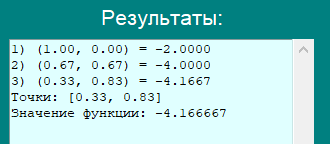 Результаты:
1) (1.00, 0.00) = -2.0000
2) (0.67, 0.67) = -4.0000
3) (0.33, 0.83) = -4.1667
Точки: [0.33, 0.83]
Значение функции: -4.166667